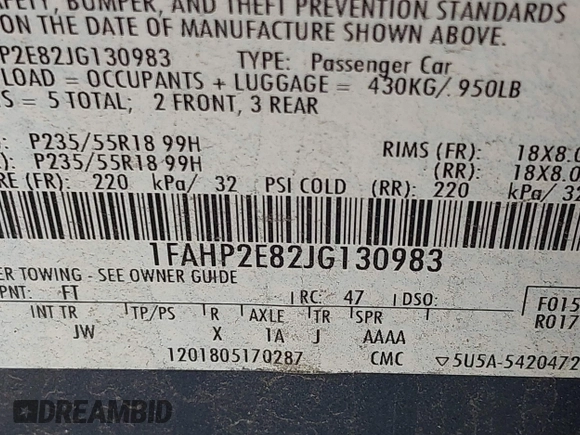 BUMPER, AND THEFT PREVENTION STANDARDS
ON THE DATE OF MANUFACTURE SHOWN ABOVE.
P2E82JG130983 TYPE: Passenger Car
LOAD = OCCUPANTS + LUGGAGE = 430KG/ 950LB
S = 5 TOTAL; 2 FRONT, 3 REAR
P235/55R18 99H RIMS (FR): 18X8.0
P235/55R18 99H (RR): 18X8.0
RE (FR): 220 kPa/ 32 PSI COLD (RR): 220 kPa/ 32
1FAHP2E82JG130983
ER TOWING - SEE OWNER GUIDE
PNT: FT RC: 47 DSO: F015
R017
INT TR TP/PS R AXLE TR SPR
JW X 1A J AAAA
1201805170287 CMC ▽5U5A-5420472
DREAMBID